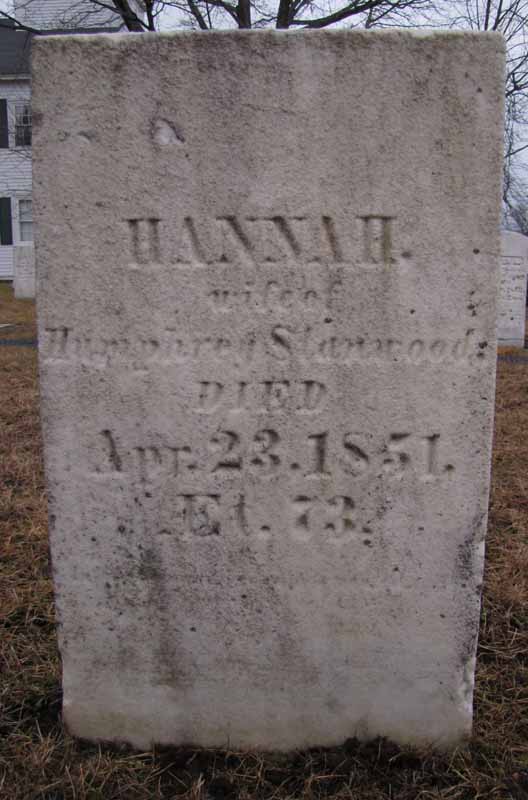 HANNAH.
wife of
Humphrey Stanwood.
DIED
Apr. 23. 1851.
Æt. 73.